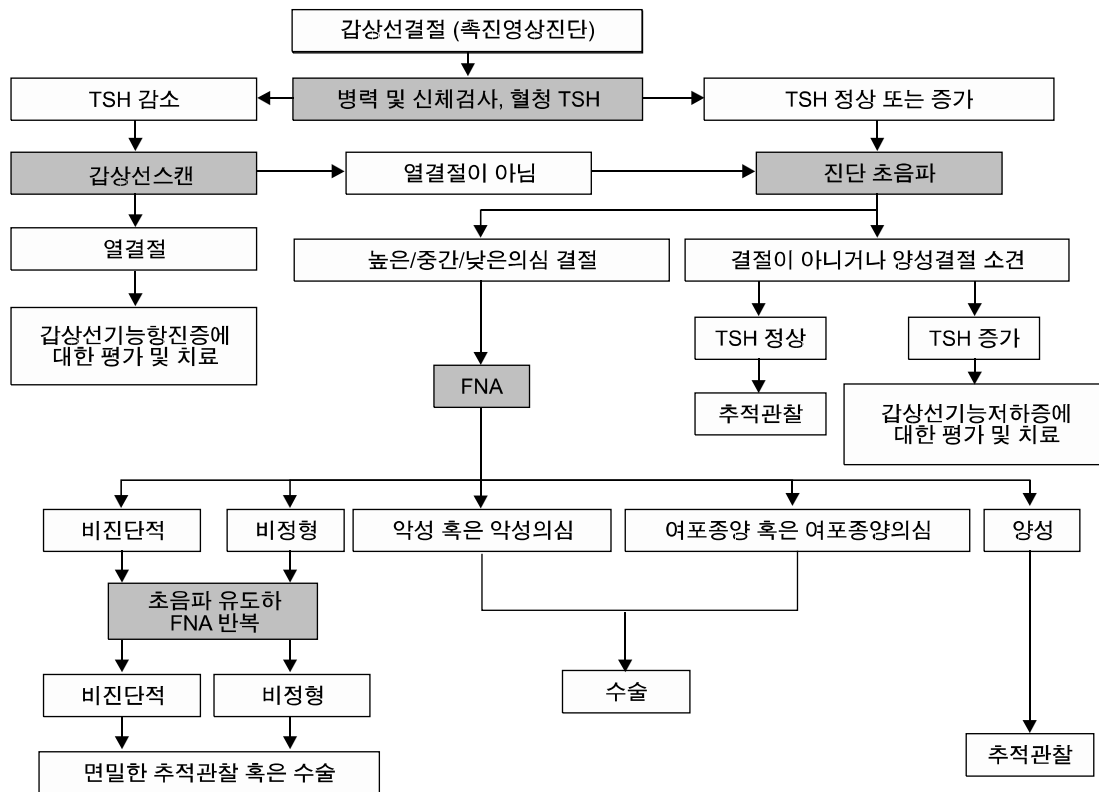 갑상선결절 (촉진영상진단)
TSH 감소
병력 및 신체검사, 혈청 TSH
TSH 정상 또는 증가
갑상선스캔
열결절이 아님
진단 초음파
열결절
높은/중간/낮은의심 결절
결절이 아니거나 양성결절 소견
갑상선기능항진증에
대한 평가 및 치료
TSH 정상
TSH 증가
FNA
추적관찰
갑상선기능저하증에
대한 평가 및 치료
비진단적
비정형
악성 혹은 악성의심
여포종양 혹은 여포종양의심
양성
초음파 유도하
FNA 반복
비진단적
비정형
수술
추적관찰
면밀한 추적관찰 혹은 수술